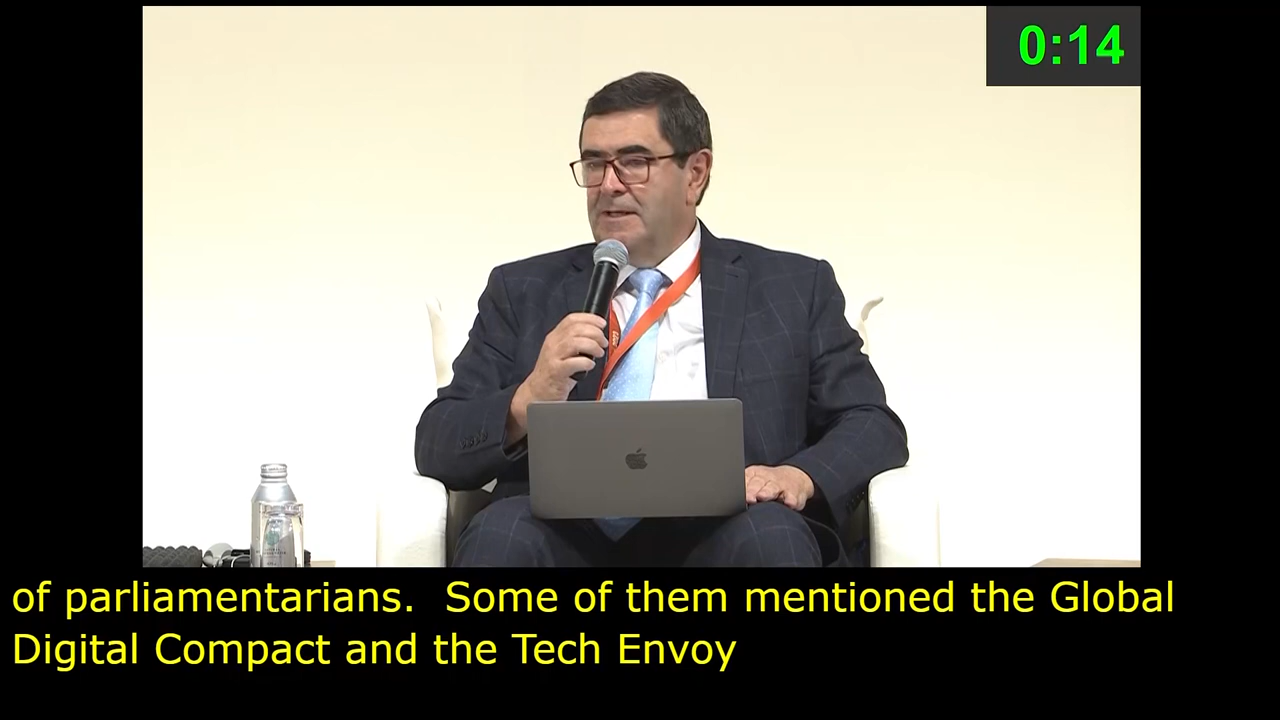 0:14
of parliamentarians.  Some of them mentioned the Global
Digital Compact and the Tech Envoy